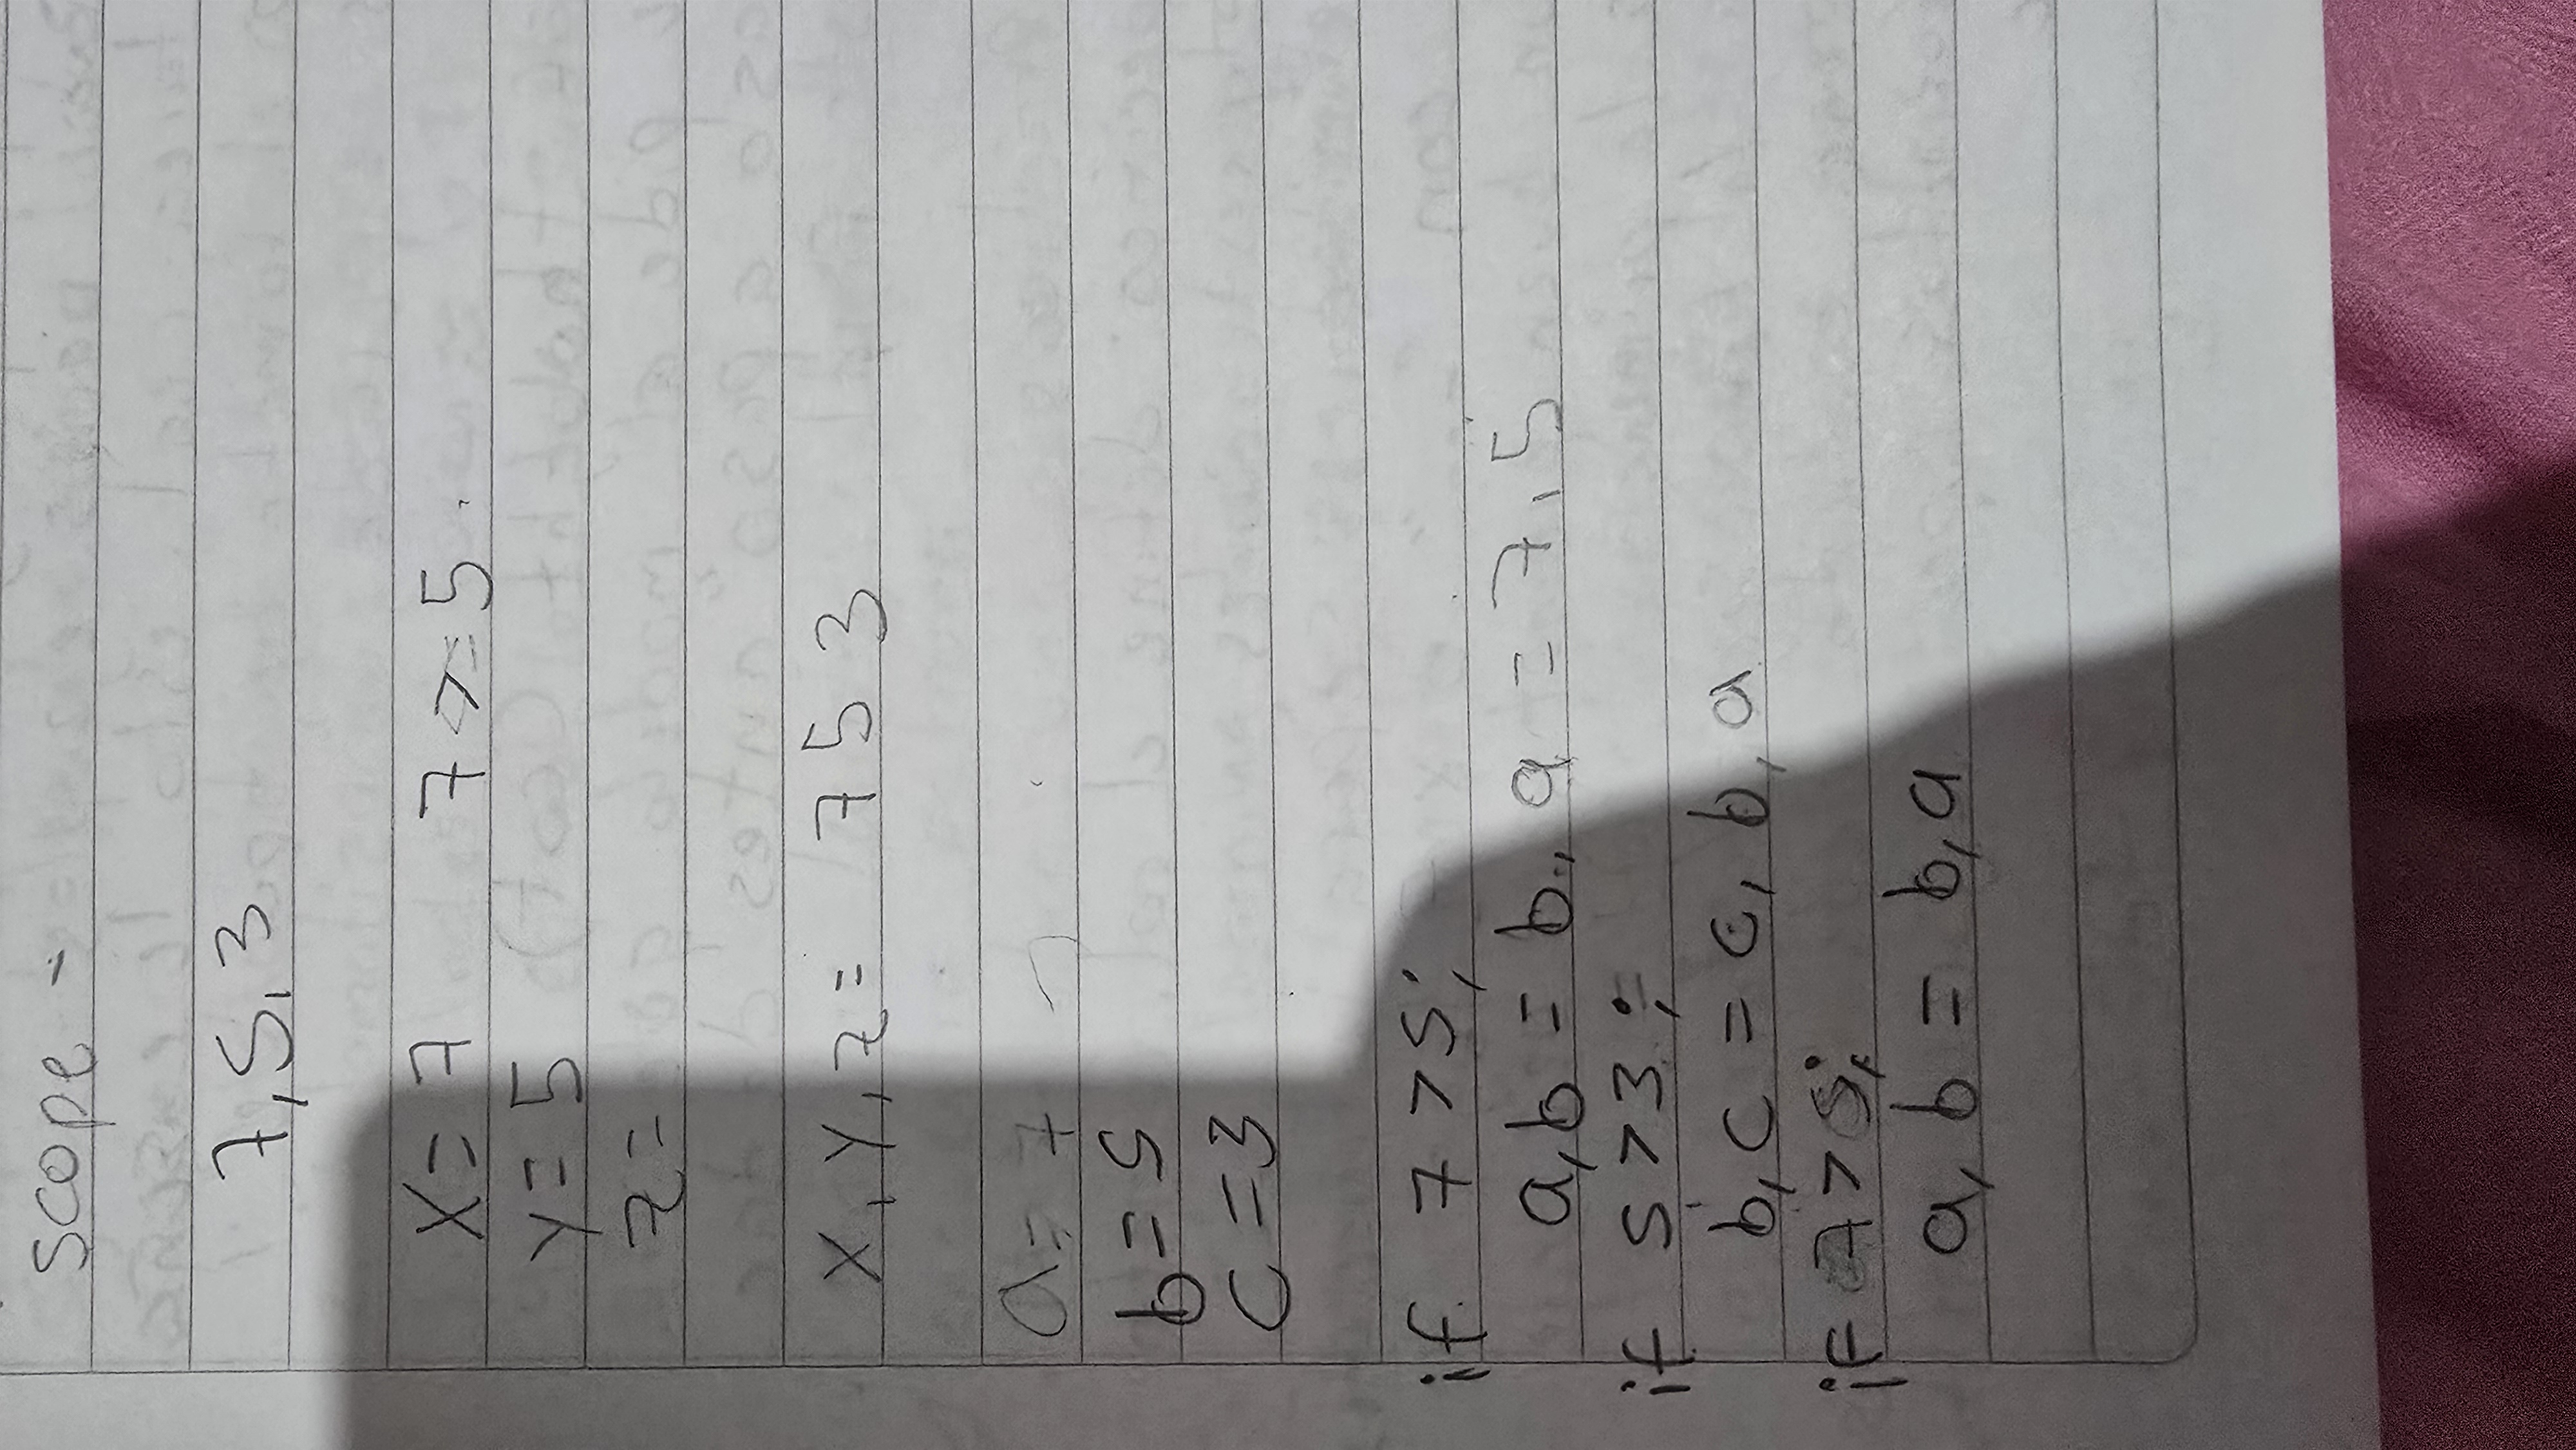 scope -
7, 5, 3
x = 7 7 >= 5
y = 5
z =
x, y, z = 7 5 3
a = 7
b = 5
c = 3
if 7 > 5;
a, b = b, a = 7, 5
if 5 > 3 ;
b, c = c, b, a
if 7 > 5;
a, b = b, a